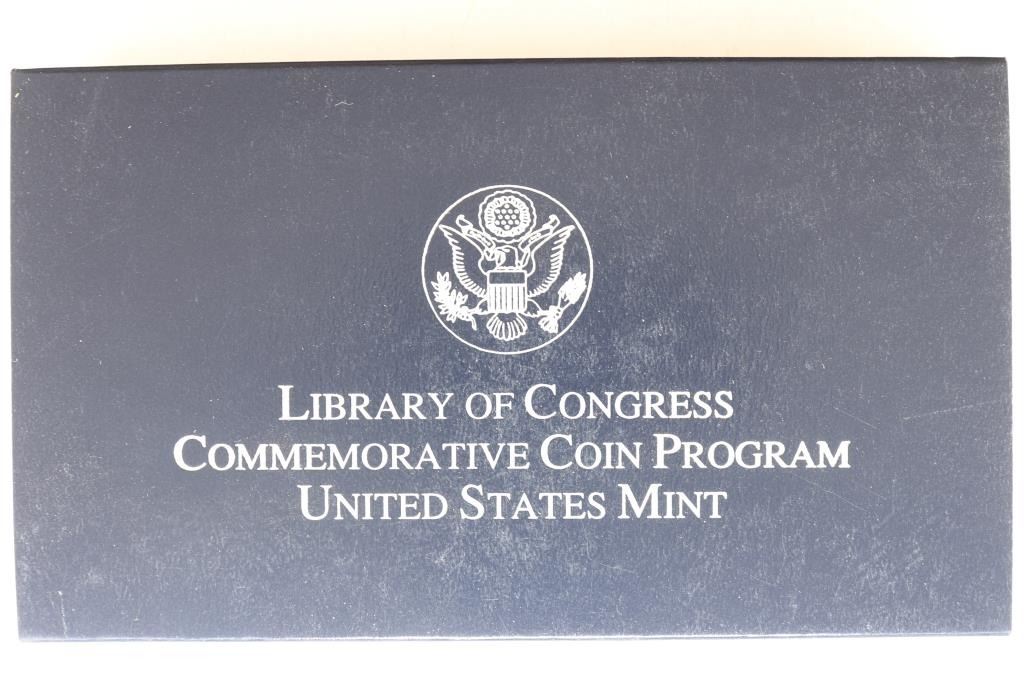 Library of Congress
Commemorative Coin Program
United States Mint